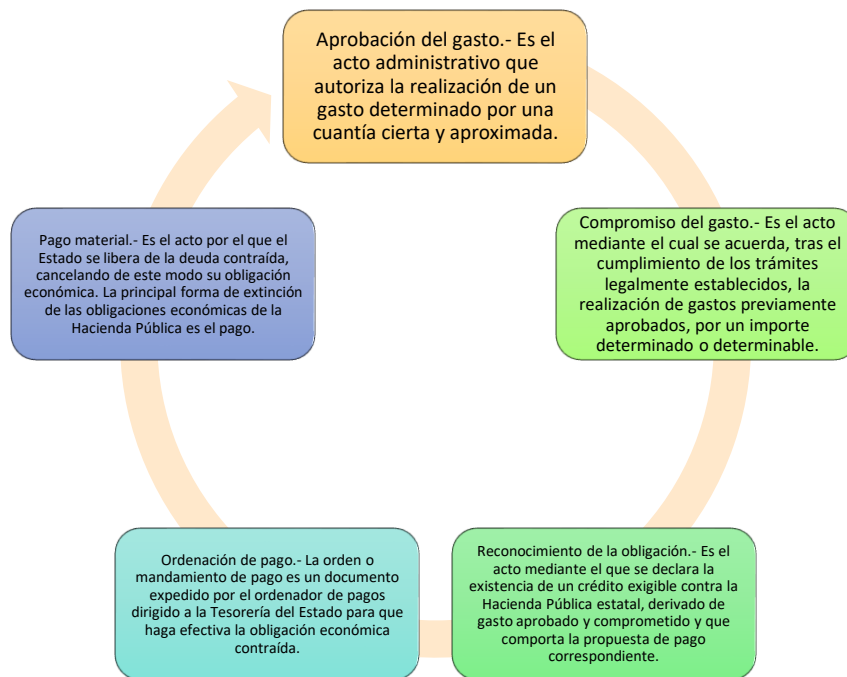 Aprobación del gasto.- Es el
acto administrativo que
autoriza la realización de un
gasto determinado por una
cuantía cierta y aproximada.
Compromiso del gasto.- Es el acto
mediante el cual se acuerda, tras el
cumplimiento de los trámites
legalmente establecidos, la
realización de gastos previamente
aprobados, por un importe
determinado o determinable.
Reconocimiento de la obligación.- Es el
acto mediante el que se declara la
existencia de un crédito exigible contra la
Hacienda Pública estatal, derivado de
gasto aprobado y comprometido y que
comporta la propuesta de pago
correspondiente.
Ordenación de pago.- La orden o
mandamiento de pago es un documento
expedido por el ordenador de pagos
dirigido a la Tesorería del Estado para que
haga efectiva la obligación económica
contraída.
Pago material.- Es el acto por el que el
Estado se libera de la deuda contraída,
cancelando de este modo su obligación
económica. La principal forma de extinción
de las obligaciones económicas de la
Hacienda Pública es el pago.